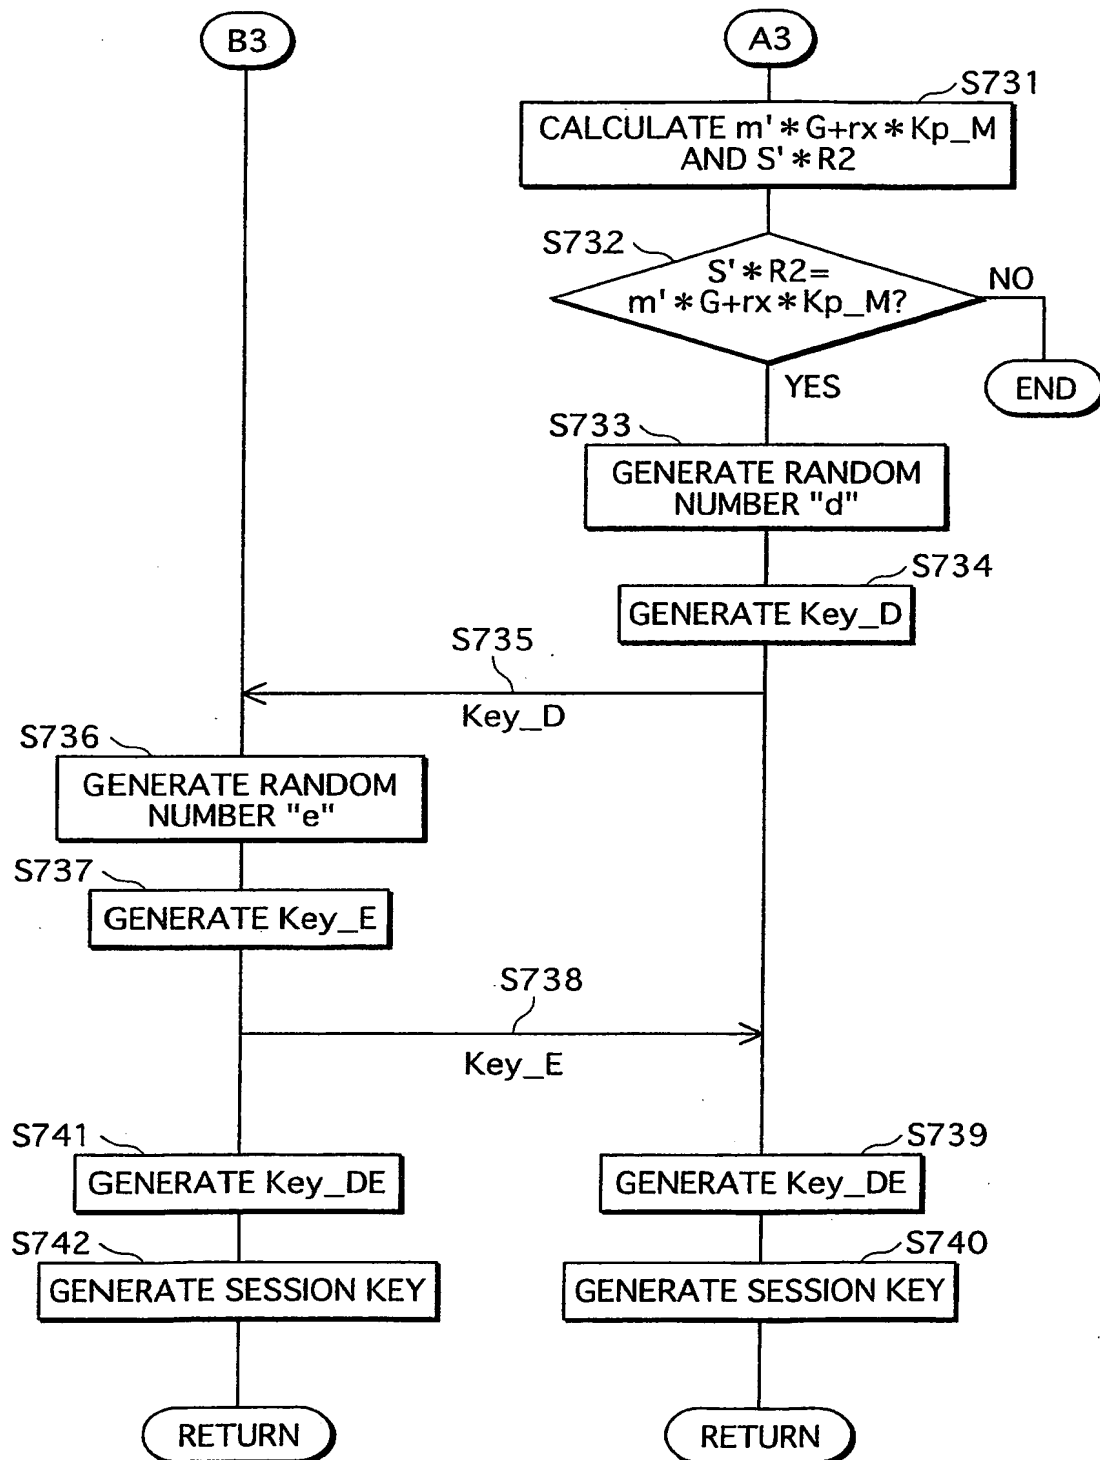 B3
A3
S731
CALCULATE m'*G+rx*Kp_M
AND S'*R2
S732
S'*R2=
m'*G+rx*Kp_M?
NO
END
YES
S733
GENERATE RANDOM
NUMBER "d"
S734
GENERATE Key_D
S735
Key_D
S736
GENERATE RANDOM
NUMBER "e"
S737
GENERATE Key_E
S738
Key_E
S741
GENERATE Key_DE
S739
GENERATE Key_DE
S742
GENERATE SESSION KEY
S740
GENERATE SESSION KEY
RETURN
RETURN